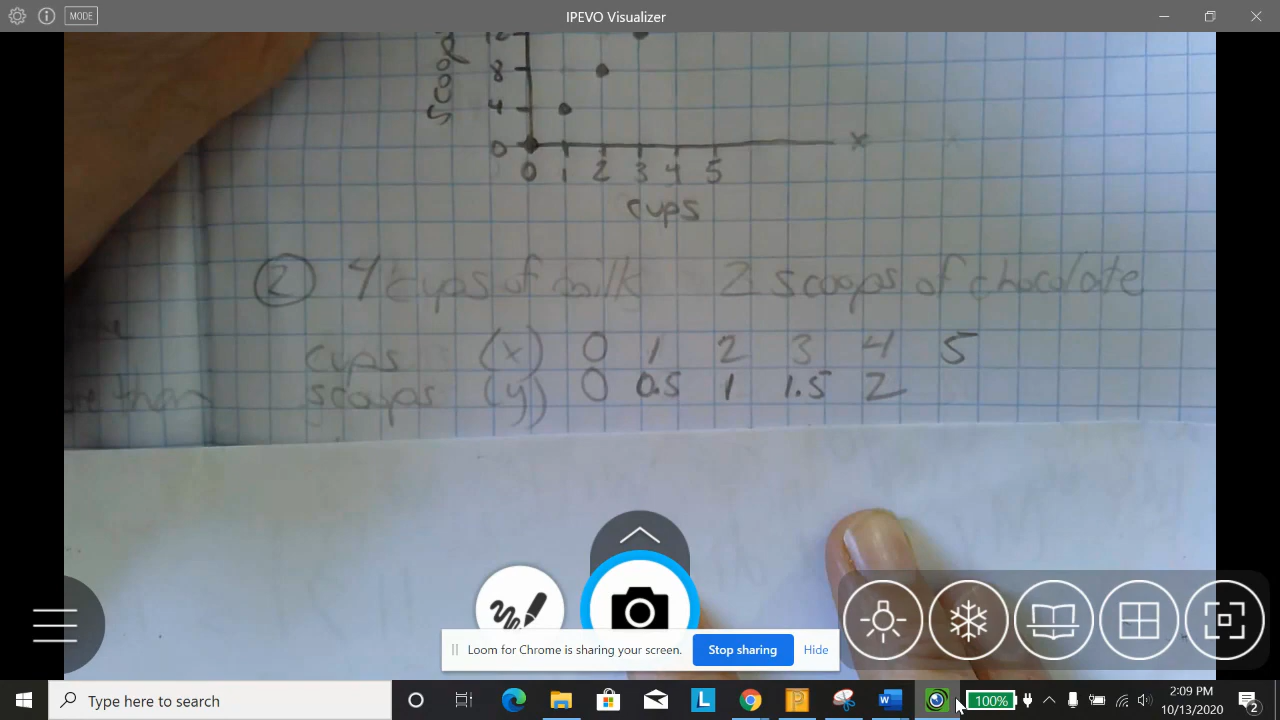 MODE
IPEVO Visualizer
12
8
4
0
0 1 2 3 4 5
x
cups
2 4 cups of milk 2 scoops of chocolate
cups (x) 0 1 2 3 4 5
scoops (y) 0 0.5 1 1.5 2
than
Loom for Chrome is sharing your screen. Stop sharing Hide
Type here to search
L
W
100%
2:09 PM
10/13/2020
2